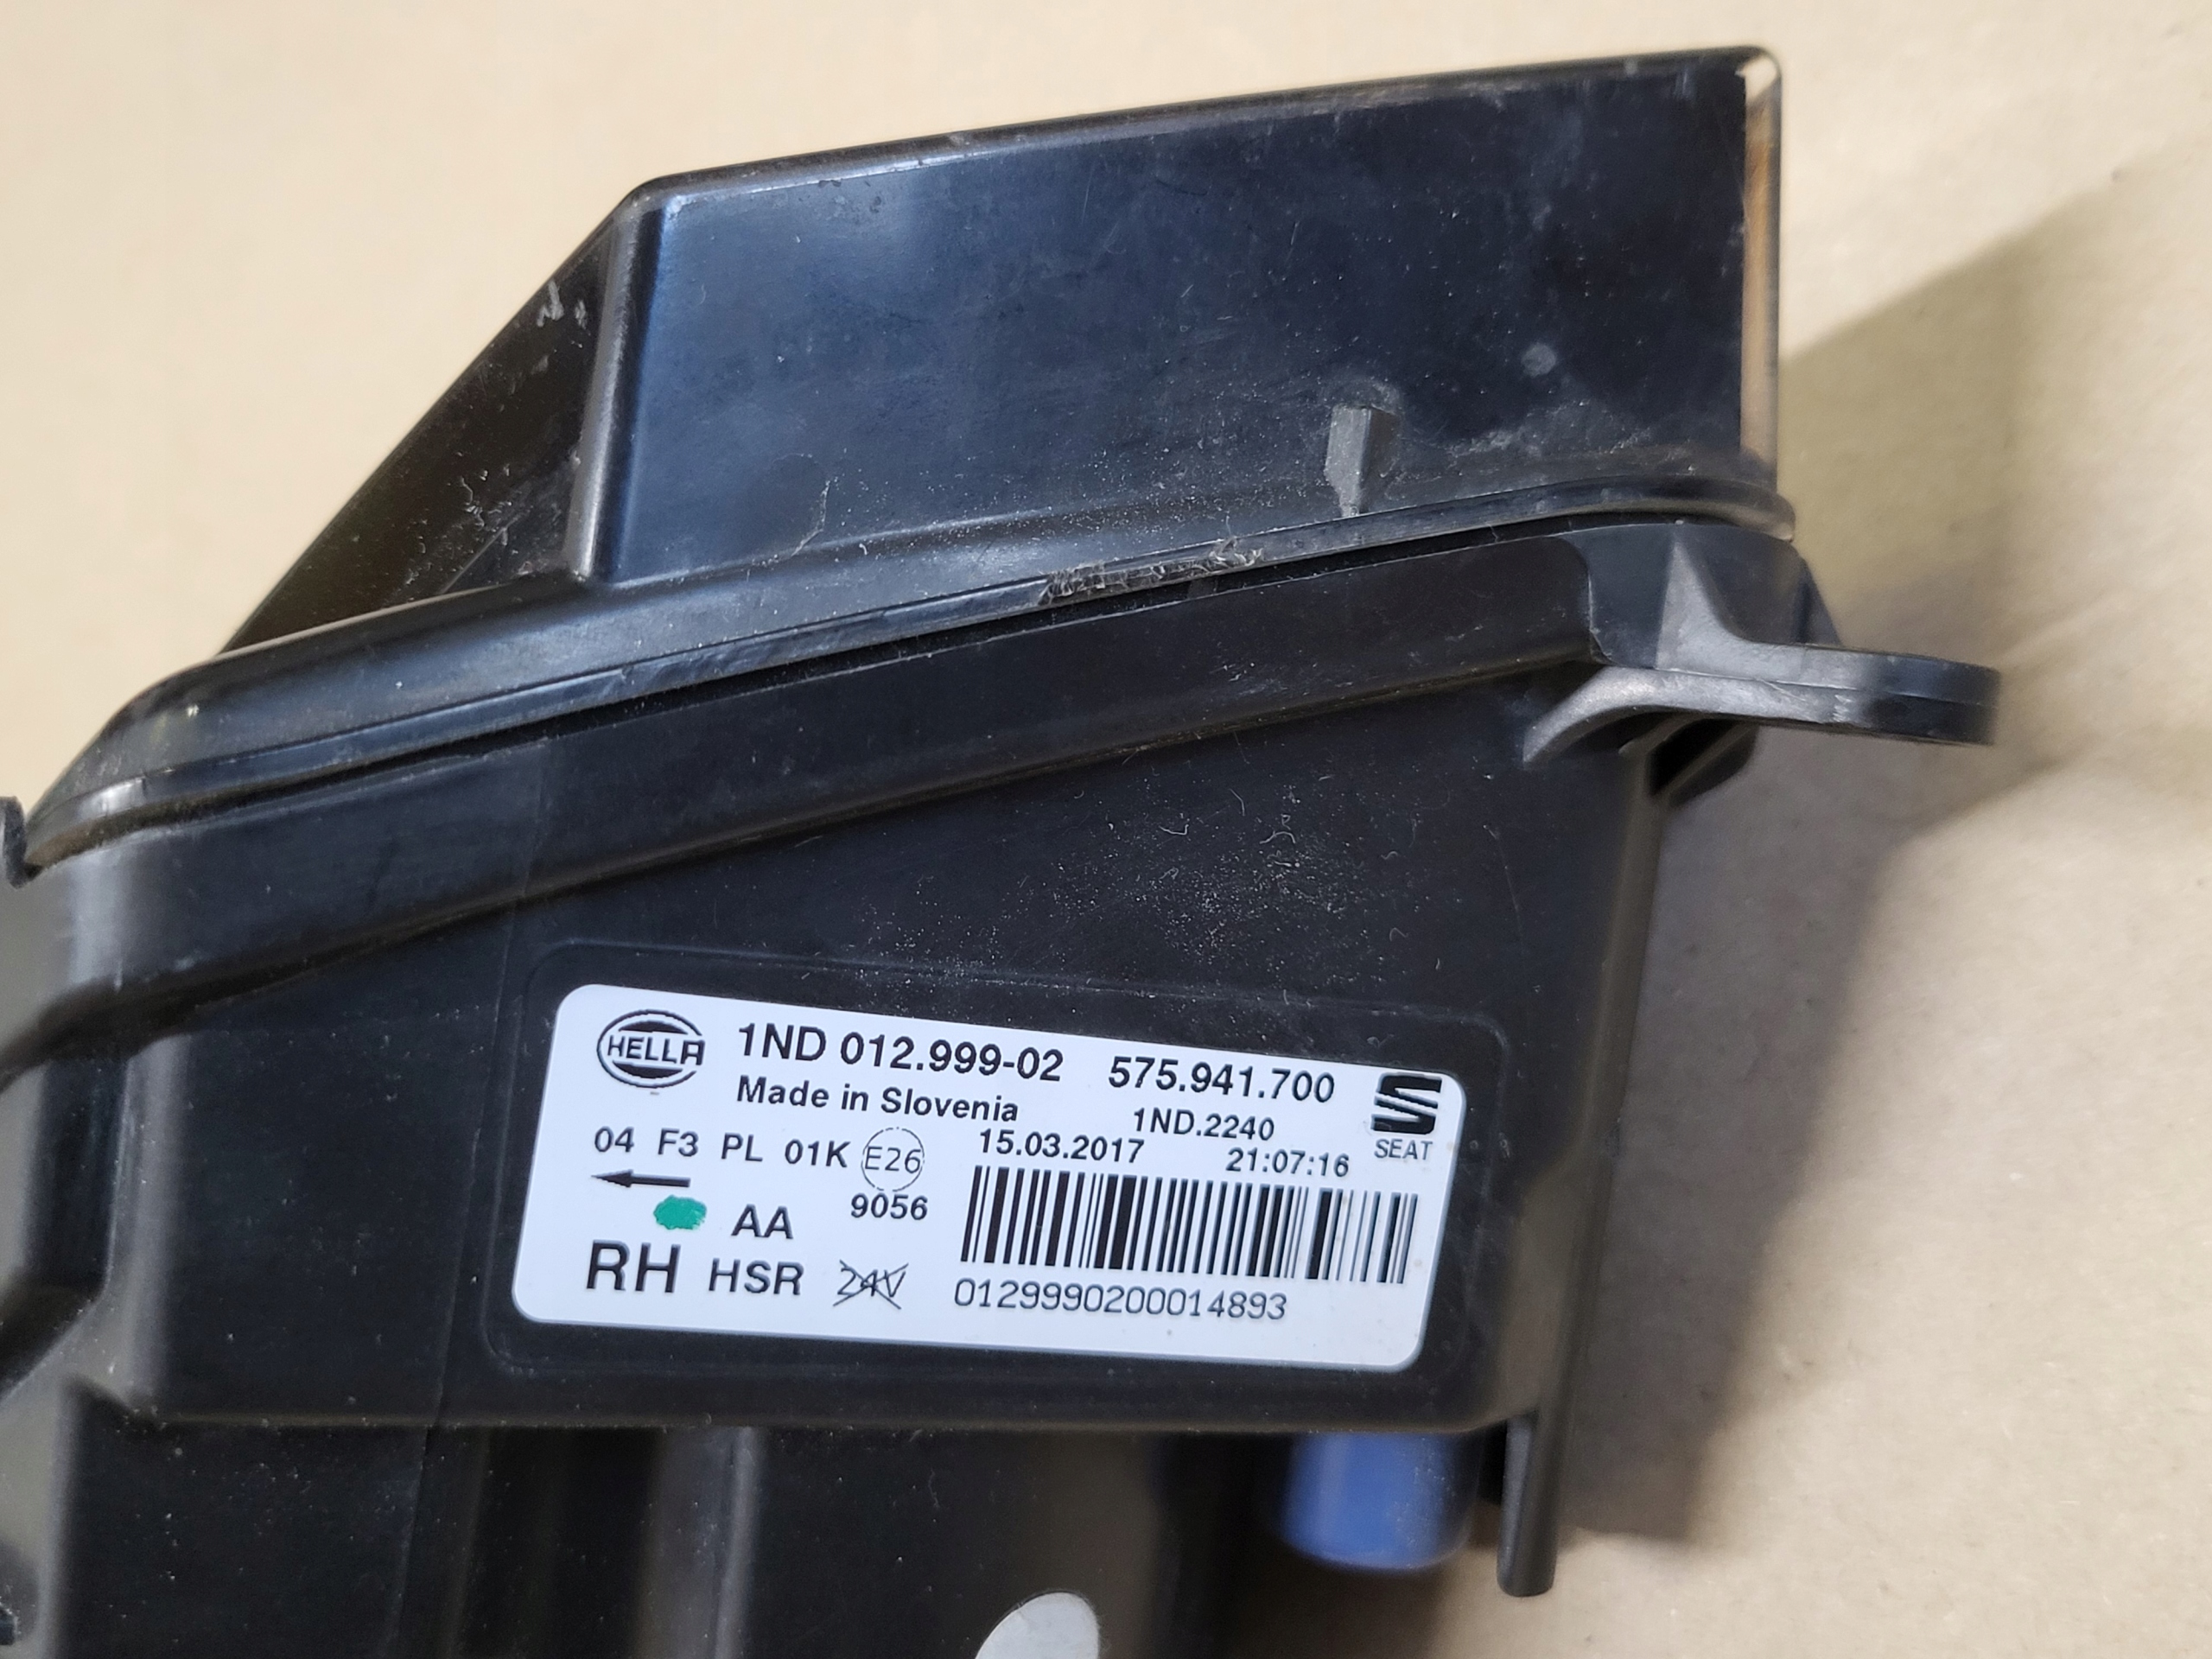 HELLA 1ND 012.999-02 575.941.700
Made in Slovenia 1ND.2240
SEAT
04 F3 PL 01K E26 15.03.2017 21:07:16
9056
AA
RH HSR 24V
0129990200014893